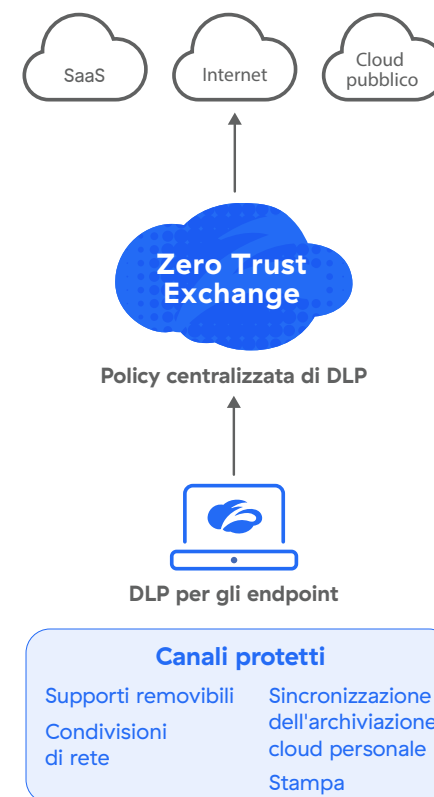 SaaS
Internet
Cloud
pubblico
Zero Trust
Exchange
Policy centralizzata di DLP
DLP per gli endpoint
Canali protetti
Supporti removibili
Condivisioni
di rete
Sincronizzazione
dell'archiviazione
cloud personale
Stampa